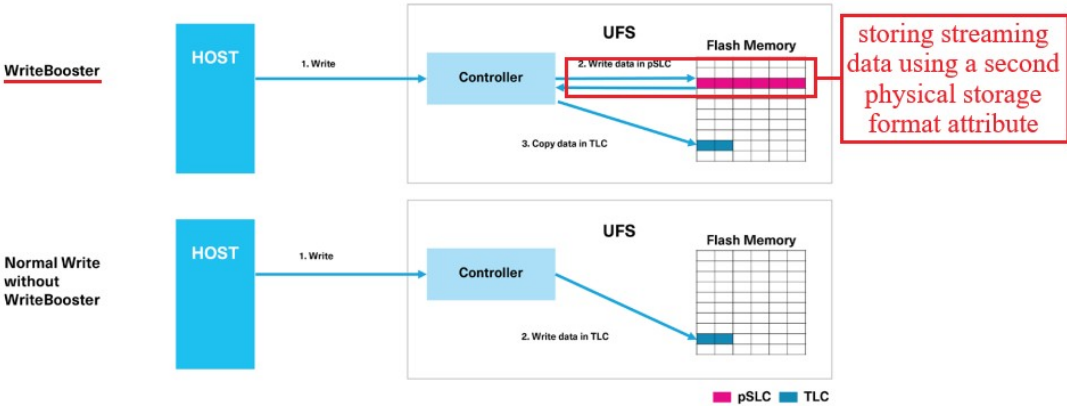 WriteBooster
HOST
1. Write
UFS
Controller
2. Write data in pSLC
Flash Memory
3. Copy data in TLC
storing streaming
data using a second
physical storage
format attribute
Normal Write
without
WriteBooster
HOST
1. Write
UFS
Controller
Flash Memory
2. Write data in TLC
pSLC
TLC